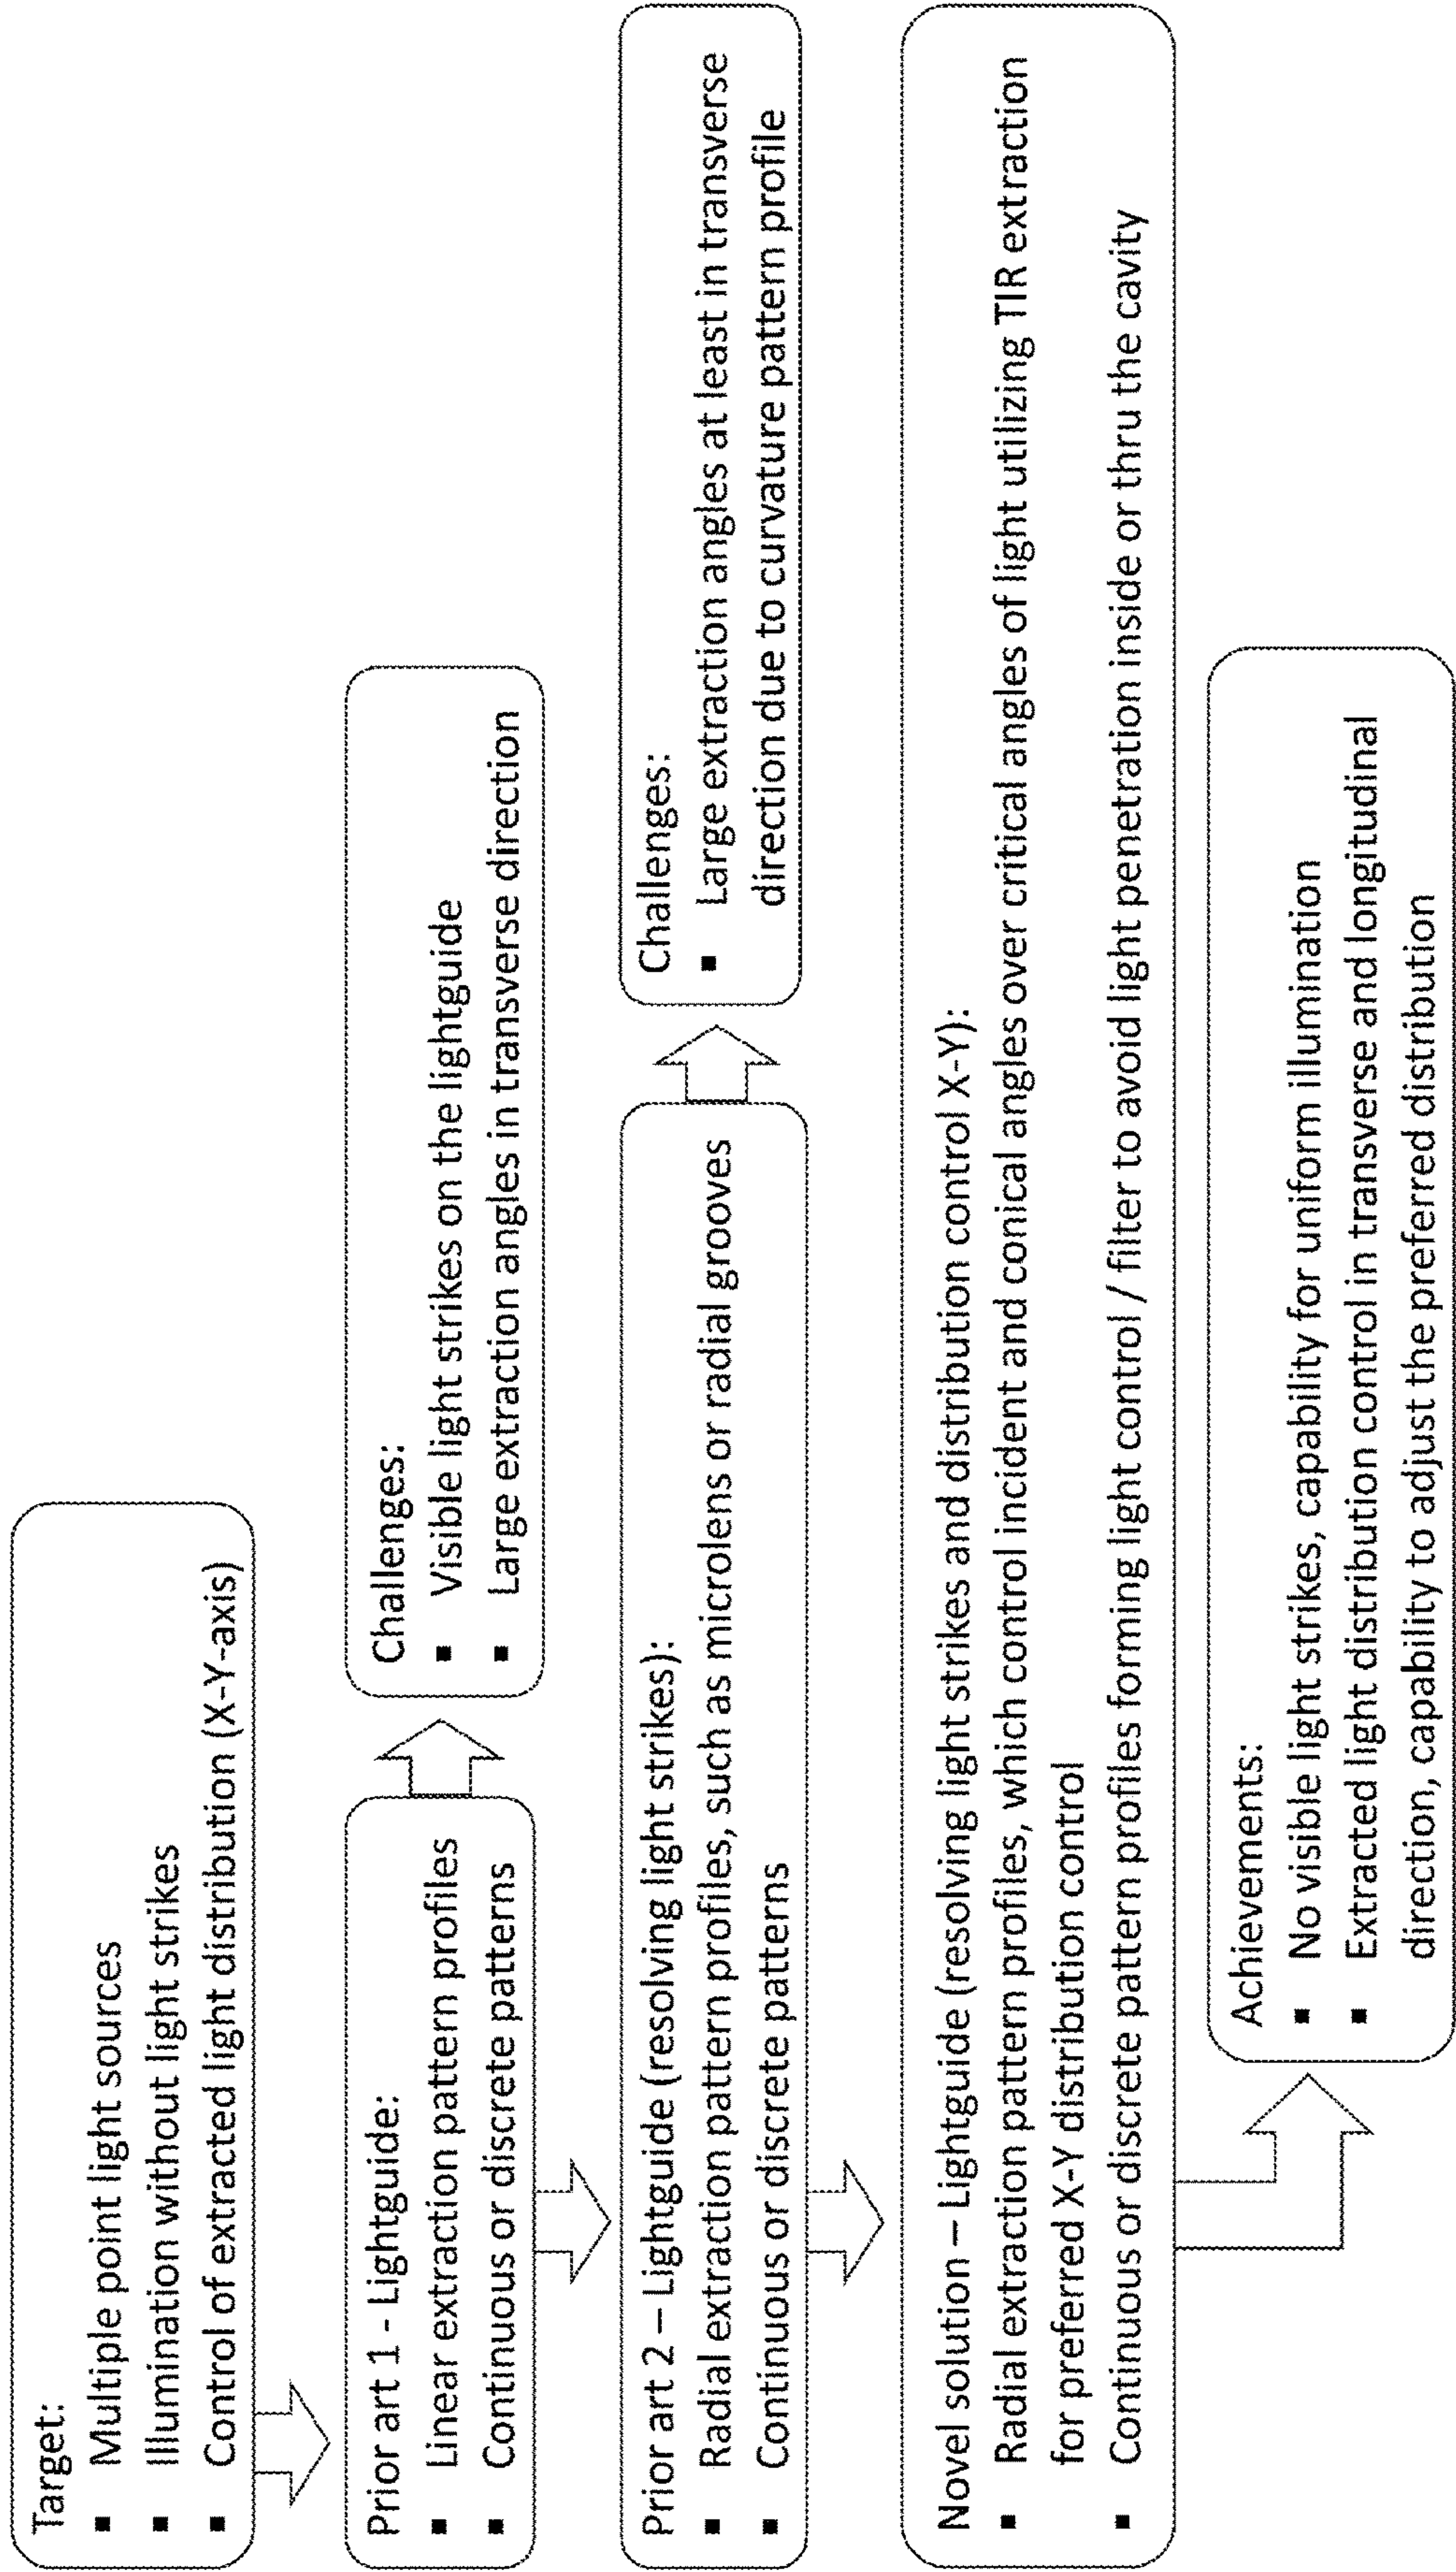 Target:
▪ Multiple point light sources
▪ Illumination without light strikes
▪ Control of extracted light distribution (X-Y-axis)
Prior art 1 - Lightguide:
▪ Linear extraction pattern profiles
▪ Continuous or discrete patterns
Challenges:
▪ Visible light strikes on the lightguide
▪ Large extraction angles in transverse direction
Prior art 2 – Lightguide (resolving light strikes):
▪ Radial extraction pattern profiles, such as microlens or radial grooves
▪ Continuous or discrete patterns
Challenges:
▪ Large extraction angles at least in transverse
direction due to curvature pattern profile
Novel solution – Lightguide (resolving light strikes and distribution control X-Y):
▪ Radial extraction pattern profiles, which control incident and conical angles over critical angles of light utilizing TIR extraction
for preferred X-Y distribution control
▪ Continuous or discrete pattern profiles forming light control / filter to avoid light penetration inside or thru the cavity
Achievements:
▪ No visible light strikes, capability for uniform illumination
▪ Extracted light distribution control in transverse and longitudinal
direction, capability to adjust the preferred distribution